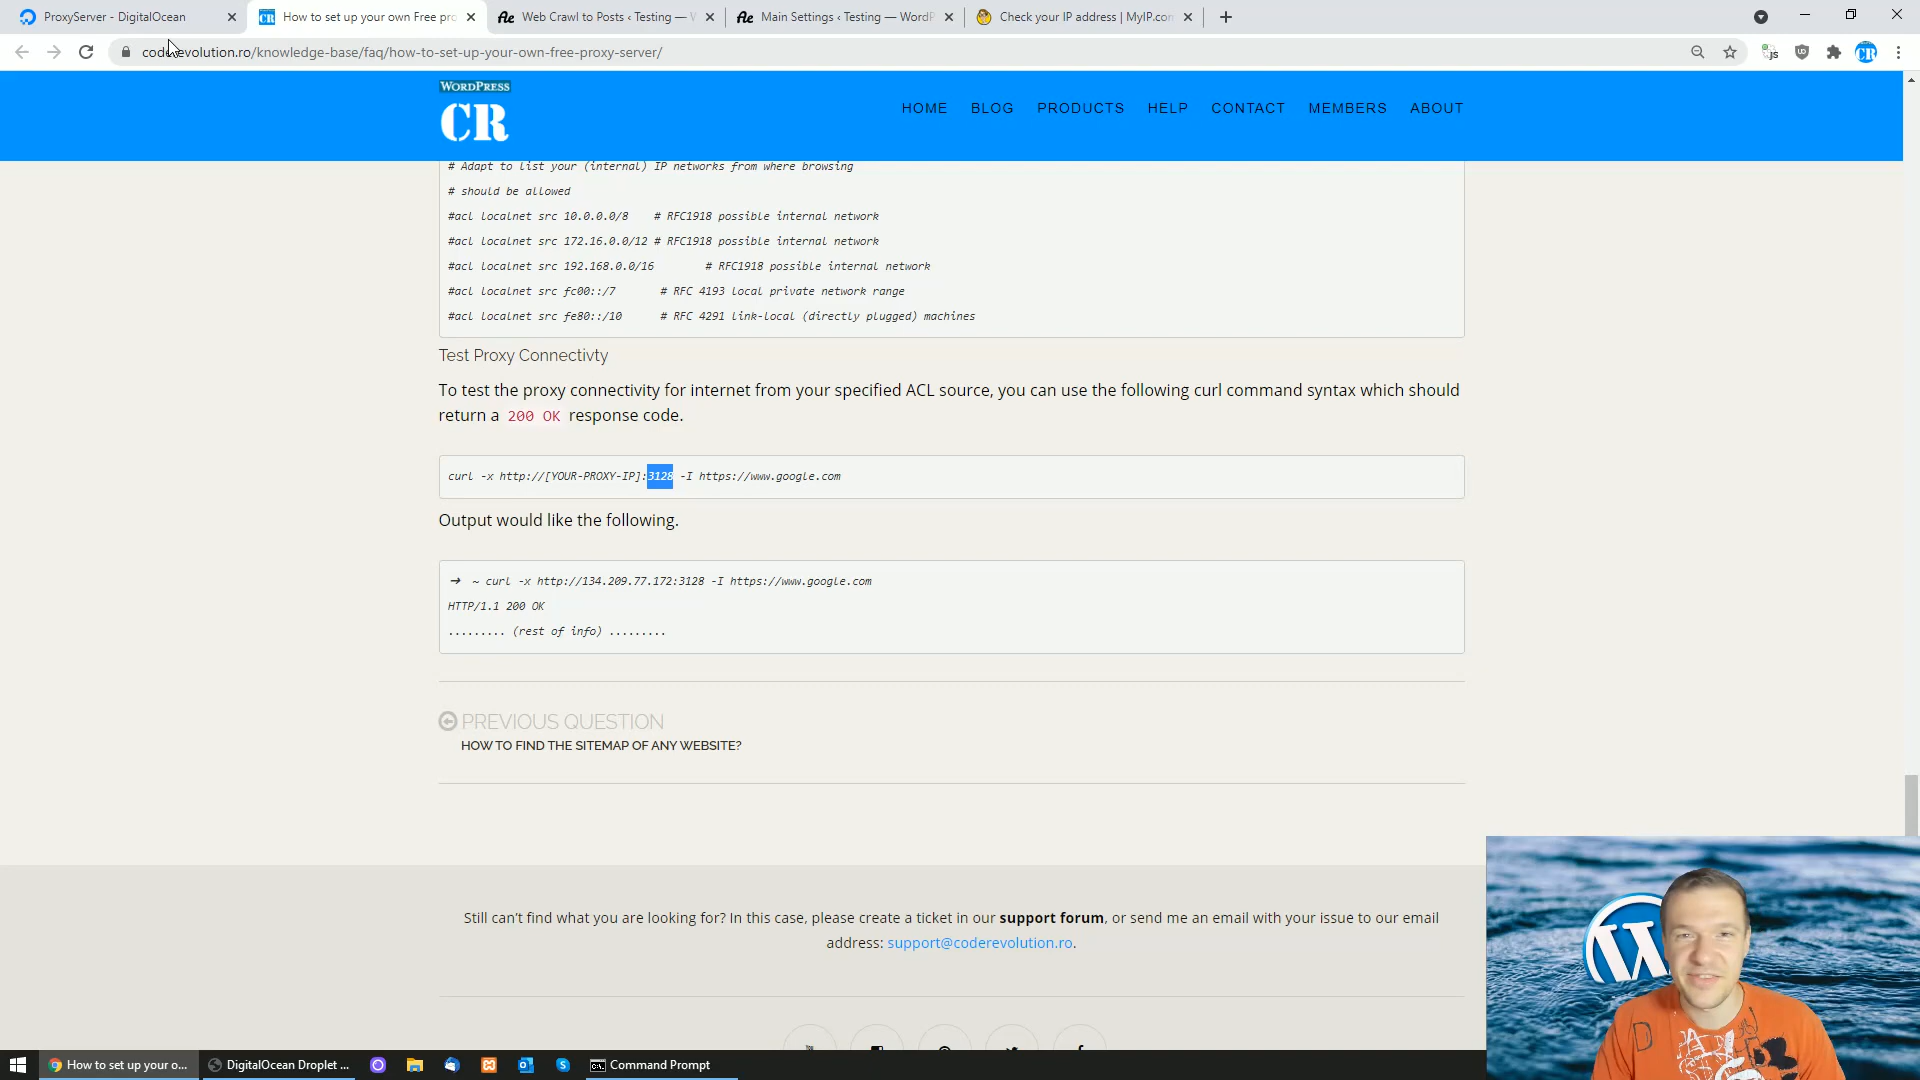 ProxyServer - DigitalOcean
How to set up your own Free pro
Web Crawl to Posts ‹ Testing — W
Main Settings ‹ Testing — WordP
Check your IP address | MyIP.com
coderevolution.ro/knowledge-base/faq/how-to-set-up-your-own-free-proxy-server/
WORDPRESS
CR
HOME
BLOG
PRODUCTS
HELP
CONTACT
MEMBERS
ABOUT
# Adapt to list your (internal) IP networks from where browsing
# should be allowed
#acl localnet src 10.0.0.0/8 # RFC1918 possible internal network
#acl localnet src 172.16.0.0/12 # RFC1918 possible internal network
#acl localnet src 192.168.0.0/16 # RFC1918 possible internal network
#acl localnet src fc00::/7 # RFC 4193 local private network range
#acl localnet src fe80::/10 # RFC 4291 link-local (directly plugged) machines
Test Proxy Connectivty
To test the proxy connectivity for internet from your specified ACL source, you can use the following curl command syntax which should
return a 200 OK response code.
curl -x http://[YOUR-PROXY-IP]:3128 -I https://www.google.com
Output would like the following.
➜ ~ curl -x http://134.209.77.172:3128 -I https://www.google.com
HTTP/1.1 200 OK
......... (rest of info) .........
PREVIOUS QUESTION
HOW TO FIND THE SITEMAP OF ANY WEBSITE?
Still can't find what you are looking for? In this case, please create a ticket in our support forum, or send me an email with your issue to our email
address: support@coderevolution.ro.
How to set up your o...
DigitalOcean Droplet ...
Command Prompt